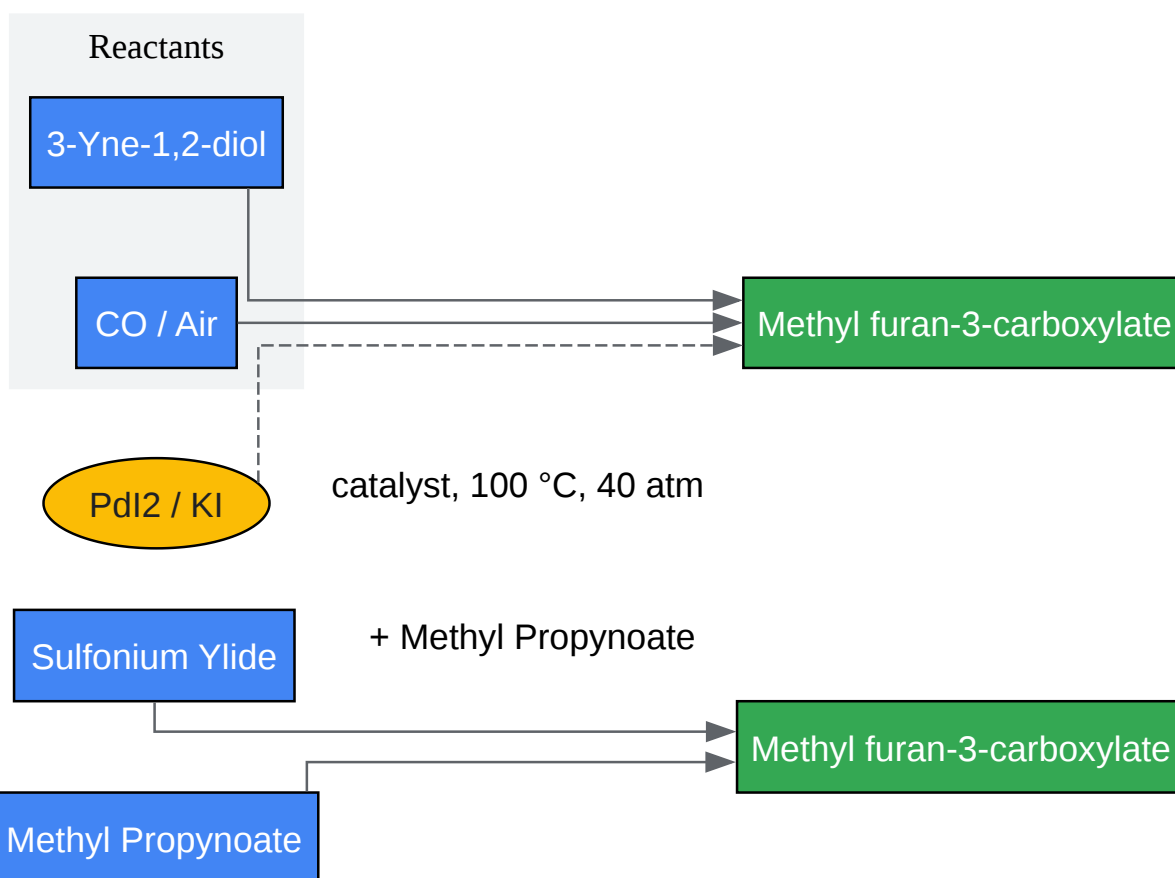 Reactants
3-Yne-1,2-diol
CO / Air
Methyl furan-3-carboxylate
PdI2 / KI
catalyst, 100 °C, 40 atm
Sulfonium Ylide
+ Methyl Propynoate
Methyl furan-3-carboxylate
Methyl Propynoate